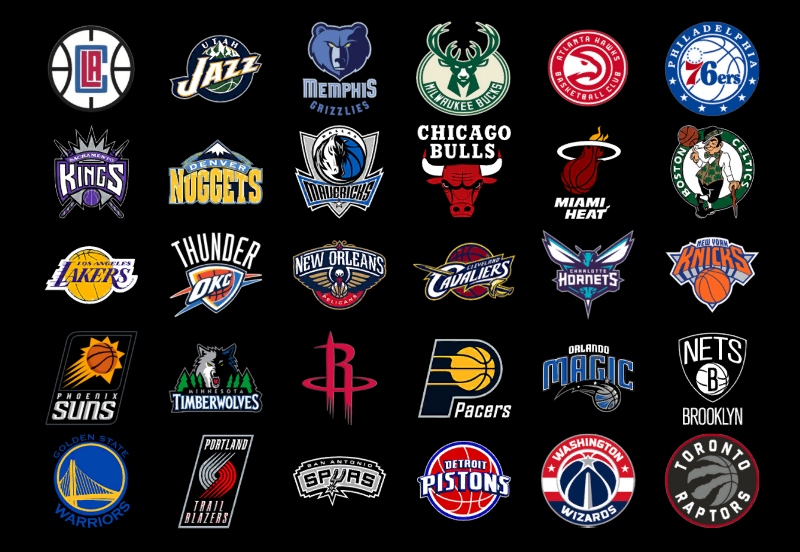 LAC
UTAH
JAZZ
MEMPHIS
GRIZZLIES
MILWAUKEE BUCKS
ATLANTA HAWKS
BASKETBALL CLUB
PHILADELPHIA
76ers
SACRAMENTO
KINGS
DENVER
NUGGETS
MAVERICKS
CHICAGO
BULLS
MIAMI
HEAT
BOSTON
CELTICS
LOS ANGELES
LAKERS
THUNDER
OKC
NEW ORLEANS
PELICANS
CLEVELAND
CAVALIERS
CHARLOTTE
HORNETS
NEW YORK
KNICKS
PHOENIX
SUNS
MINNESOTA
TIMBERWOLVES
R
P
Pacers
ORLANDO
MAGIC
NETS
B
BROOKLYN
GOLDEN STATE
WARRIORS
PORTLAND
TRAIL
BLAZERS
SAN ANTONIO
SPURS
DETROIT
PISTONS
WASHINGTON
WIZARDS
TORONTO
RAPTORS